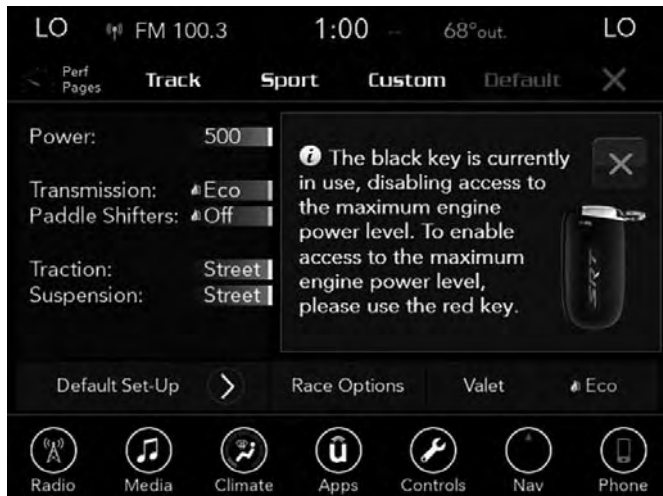 LO FM 100.3 1:00 -- 68°out. LO
Perf
Pages Track Sport Custom Default X
Power: 500
Transmission: Eco
Paddle Shifters: Off
Traction: Street
Suspension: Street
i The black key is currently
in use, disabling access to
the maximum engine
power level. To enable
access to the maximum
engine power level,
please use the red key.
SRT
Default Set-Up > Race Options Valet Eco
Radio Media Climate Apps Controls Nav Phone